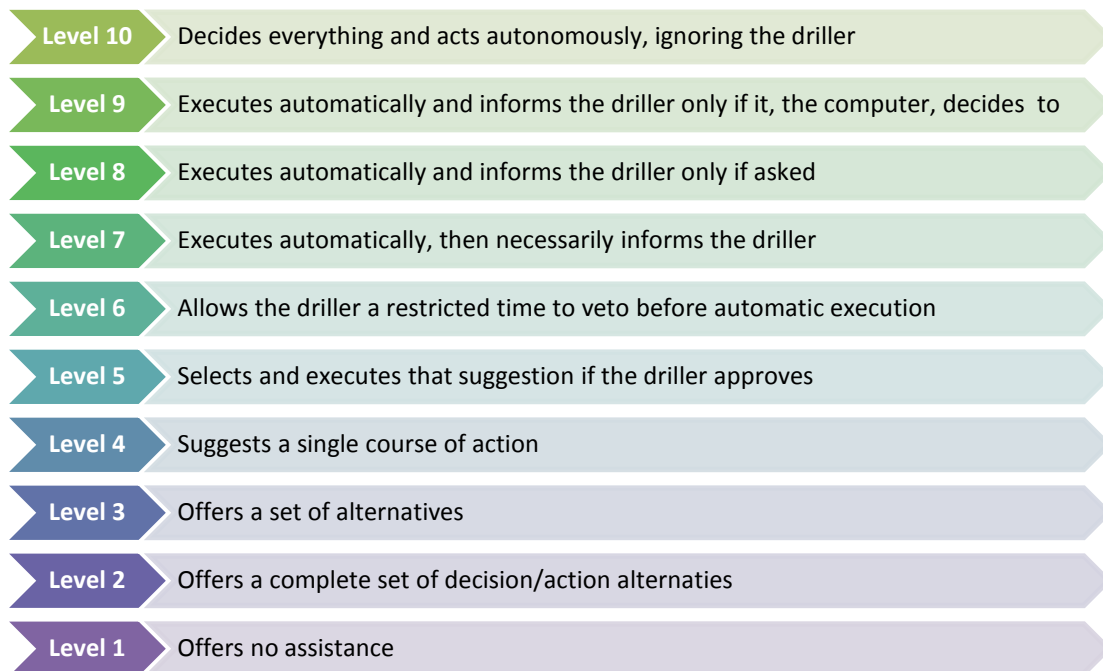 Level 10 Decides everything and acts autonomously, ignoring the driller
Level 9 Executes automatically and informs the driller only if it, the computer, decides to
Level 8 Executes automatically and informs the driller only if asked
Level 7 Executes automatically, then necessarily informs the driller
Level 6 Allows the driller a restricted time to veto before automatic execution
Level 5 Selects and executes that suggestion if the driller approves
Level 4 Suggests a single course of action
Level 3 Offers a set of alternatives
Level 2 Offers a complete set of decision/action alternaties
Level 1 Offers no assistance